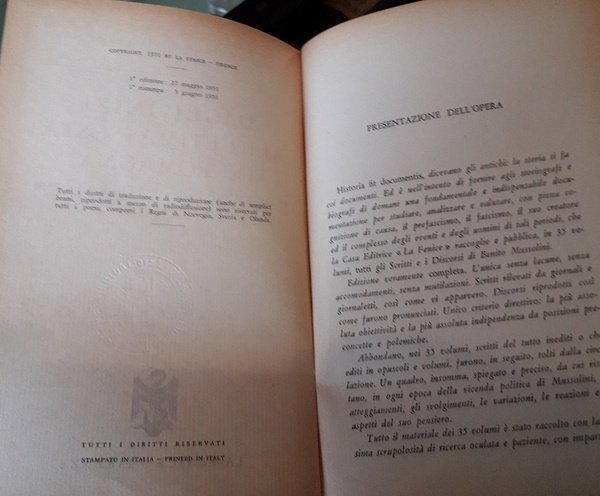 COPYRIGHT, 1951 BY LA FENICE - FIRENZE
1ª edizione: 22 maggio 1951
1ª ristampa: 5 giugno 1951
Tutti i diritti di traduzione e di riproduzione (anche di semplici
brani, riprodotti a mezzo di radiodiffusione) sono riservati per
tutti i paesi, compresi i Regni di Norvegia, Svezia e Olanda.
TUTTI I DIRITTI RISERVATI
STAMPATO IN ITALIA - PRINTED IN ITALY
PRESENTAZIONE DELL'OPERA
Historia fit documentis, dicevano gli antichi: la storia si fa
coi documenti. Ed è nell'intento di fornire agli storiografi e
biografi di domani una fondamentale e indispensabile docu-
mentazione per studiare, analizzare e valutare, con piena co-
gnizione di causa, il prefascismo, il fascismo, il suo creatore
ed il complesso degli eventi e degli uomini di tali periodi, che
la Casa Editrice « La Fenice » raccoglie e pubblica, in 35 vo-
lumi, tutti gli Scritti e i Discorsi di Benito Mussolini.
Edizione veramente completa. L'unica senza lacune, senza
accomodamenti, senza mutilazioni. Scritti rilevati da giornali e
giornaletti, così come vi apparvero. Discorsi riprodotti così
come furono pronunciati. Unico criterio direttivo: la più asso-
luta obiettività e la più assoluta indipendenza da posizioni pre-
concette e polemiche.
Abbondano, nei 35 volumi, scritti del tutto inediti o che
editi in opuscoli e volumi, furono, in seguito, tolti dalla circo
lazione. Un quadro, insomma, spiegato e preciso, da cui ris
tano, in ogni epoca della vicenda politica di Mussolini,
atteggiamenti, gli svolgimenti, le variazioni, le reazioni e
aspetti del suo pensiero.
Tutto il materiale dei 35 volumi è stato raccolto con la
sima scrupolosità di ricerca oculata e paziente, con impar